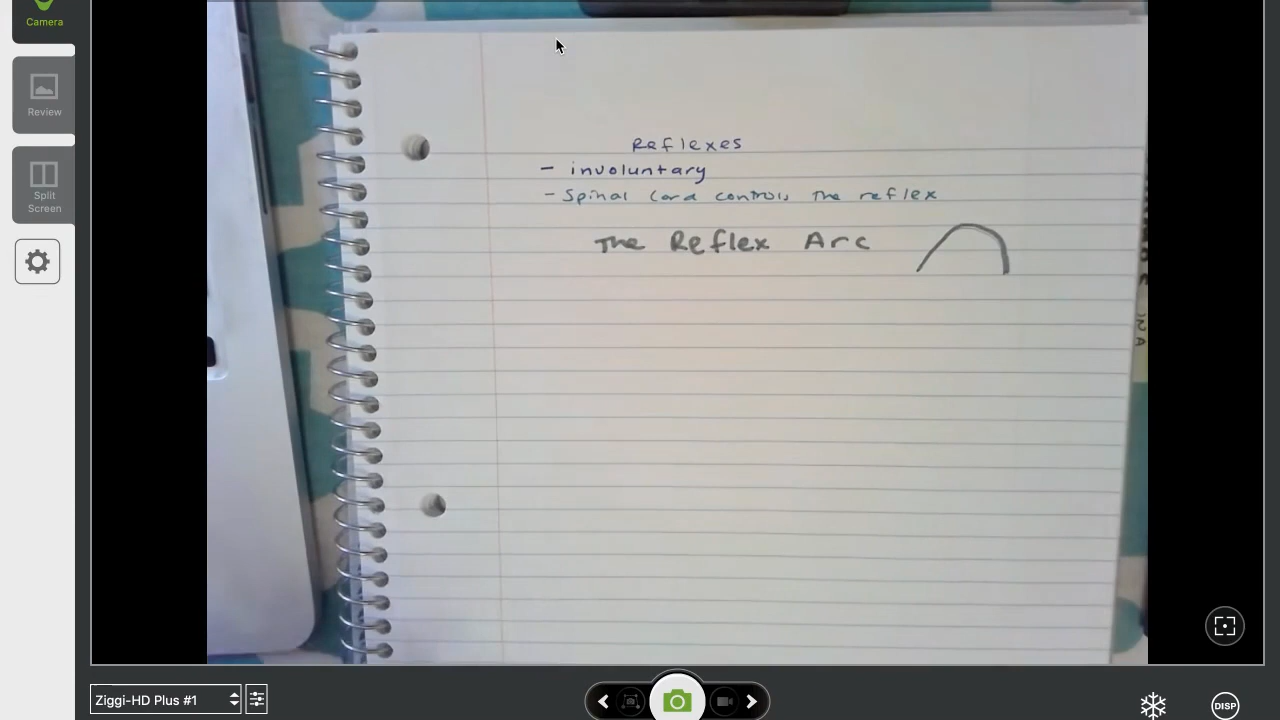 Camera
Review
Split
Screen
Reflexes
- involuntary
- Spinal Cord controls the reflex
The Reflex Arc
Ziggi-HD Plus #1
DISP